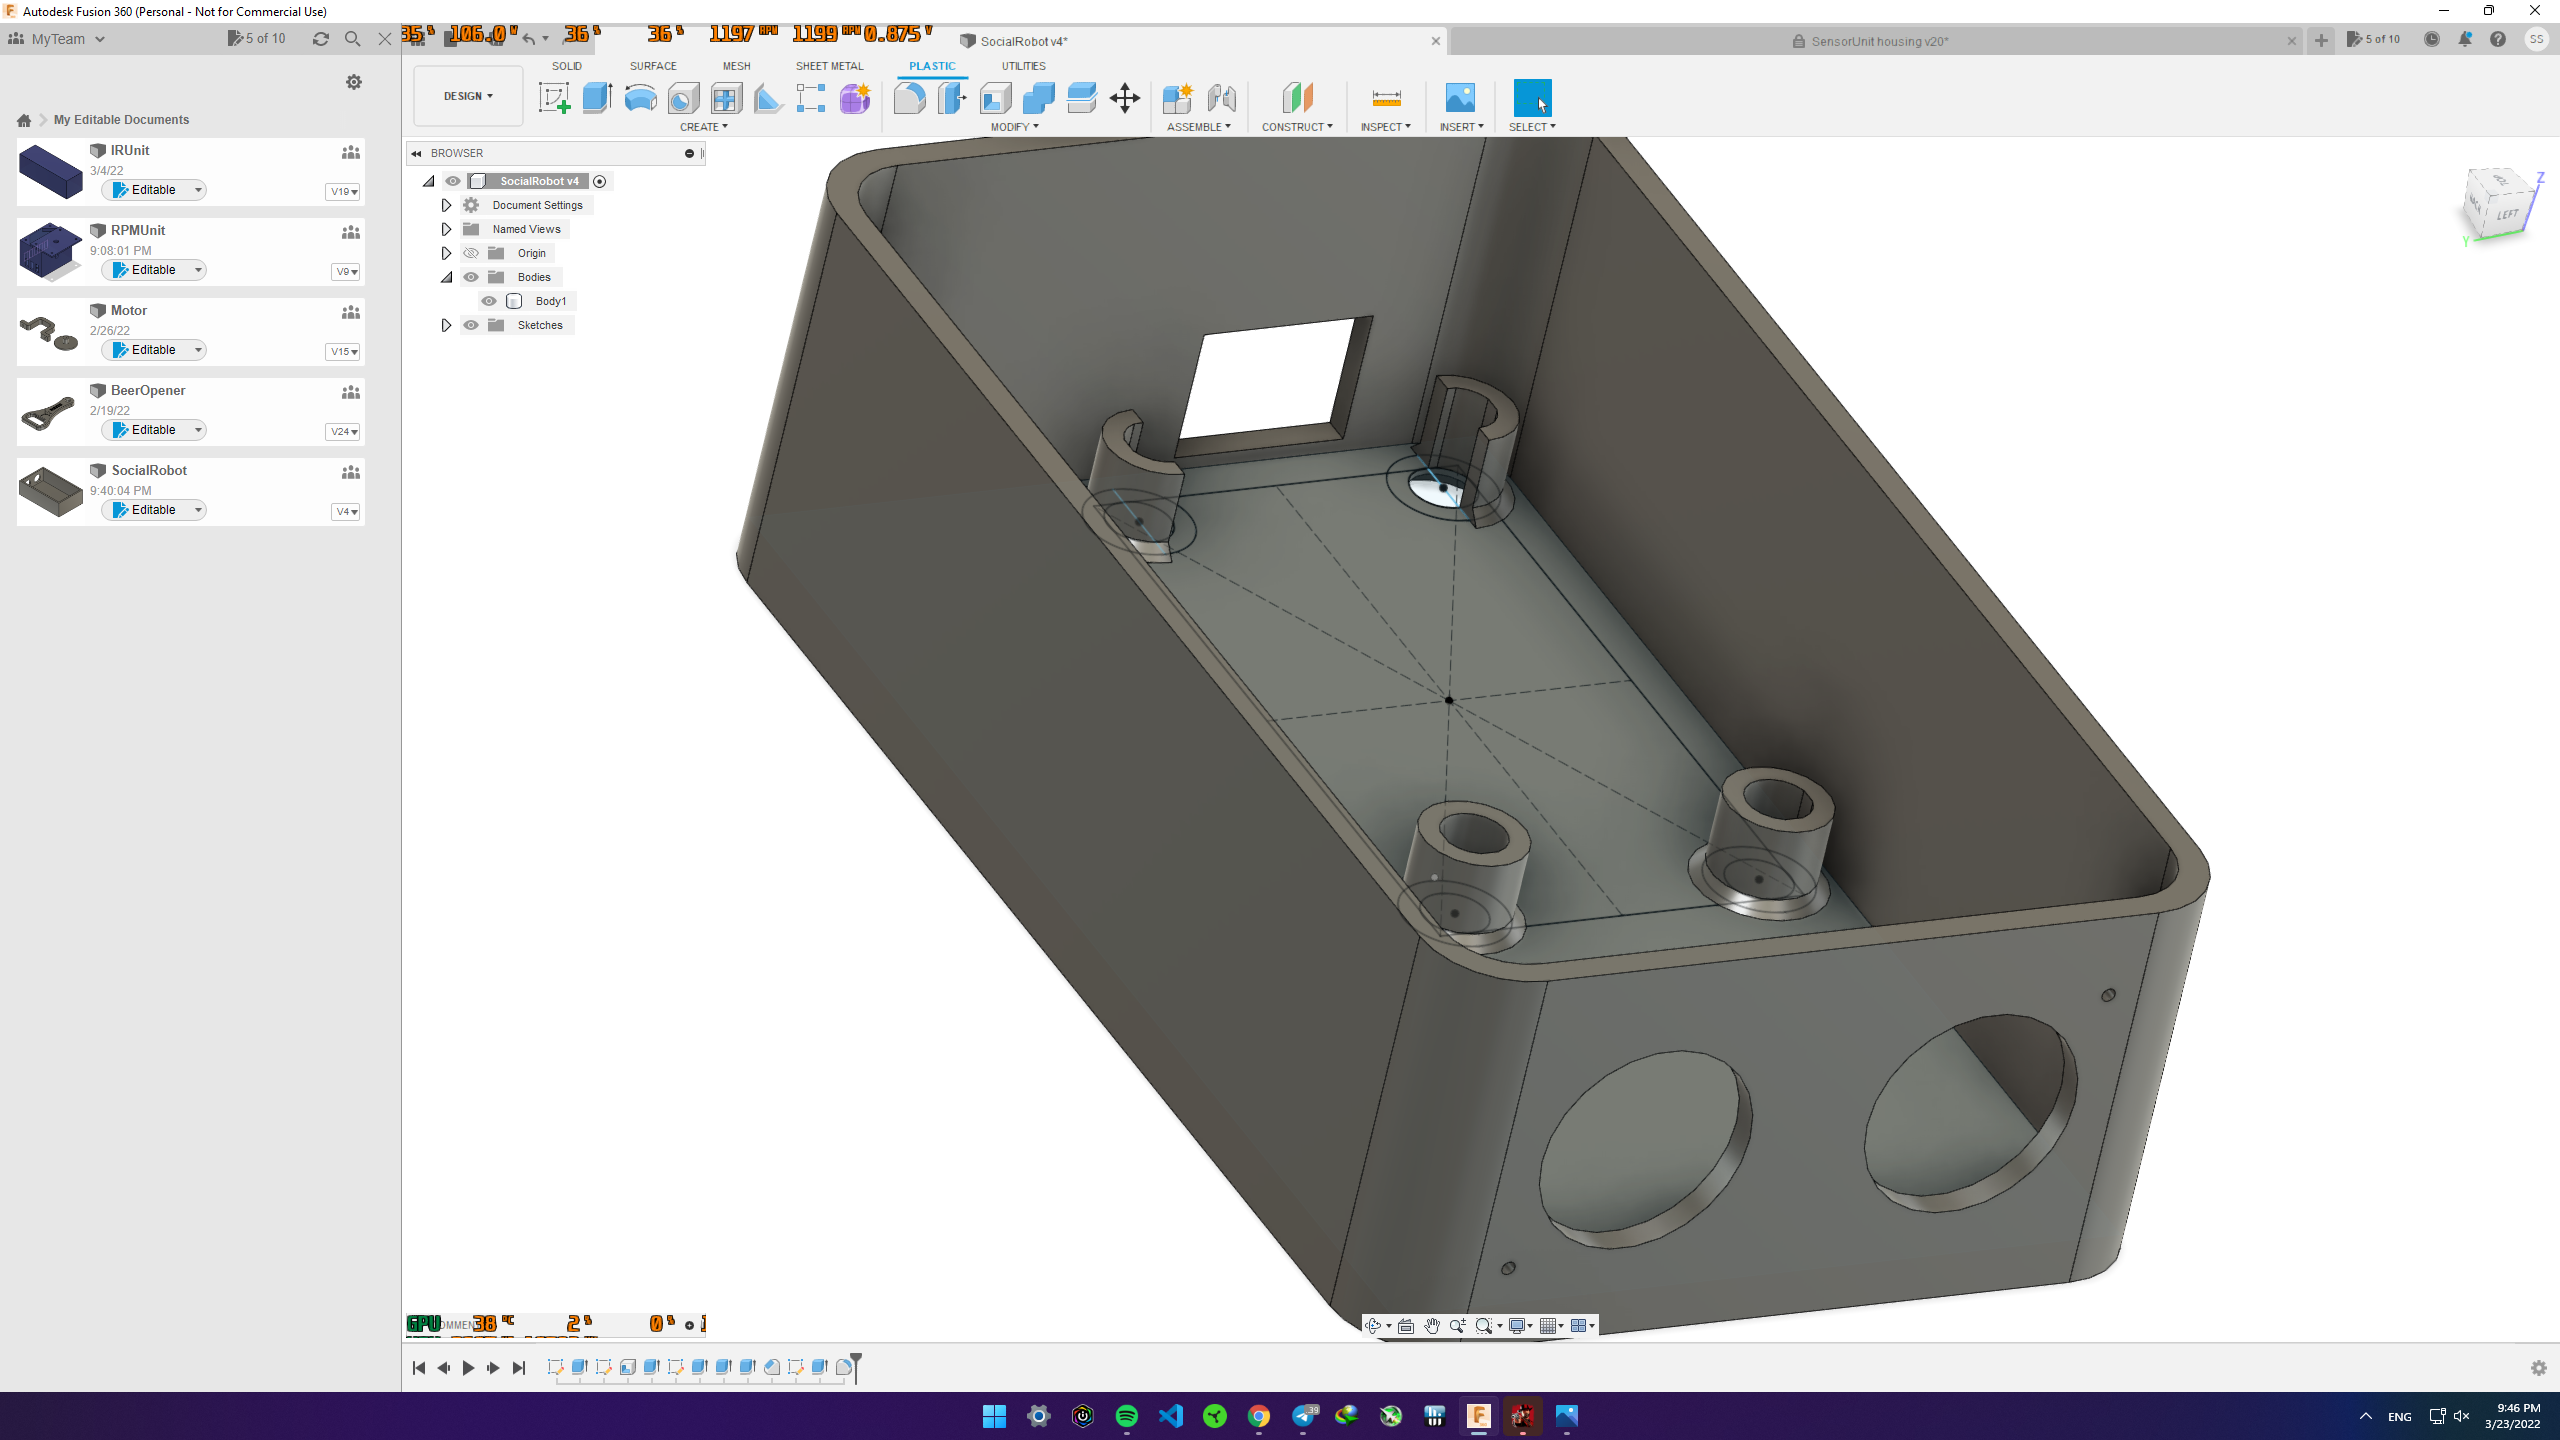 Autodesk Fusion 360 (Personal - Not for Commercial Use)
MyTeam
5 of 10
35 % 106.0 W 36 % 36 % 1197 RPM 1199 RPM 0.875 V
SocialRobot v4*
SensorUnit housing v20*
5 of 10
SS
SOLID
SURFACE
MESH
SHEET METAL
PLASTIC
UTILITIES
DESIGN
CREATE
MODIFY
ASSEMBLE
CONSTRUCT
INSPECT
INSERT
SELECT
My Editable Documents
IRUnit
3/4/22
Editable
V19
RPMUnit
9:08:01 PM
Editable
V9
Motor
2/26/22
Editable
V15
BeerOpener
2/19/22
Editable
V24
SocialRobot
9:40:04 PM
Editable
V4
BROWSER
SocialRobot v4
Document Settings
Named Views
Origin
Bodies
Body1
Sketches
TOP
BACK
LEFT
Z
Y
GPU 38 °C 2 % 0 %
39
ENG
9:46 PM
3/23/2022